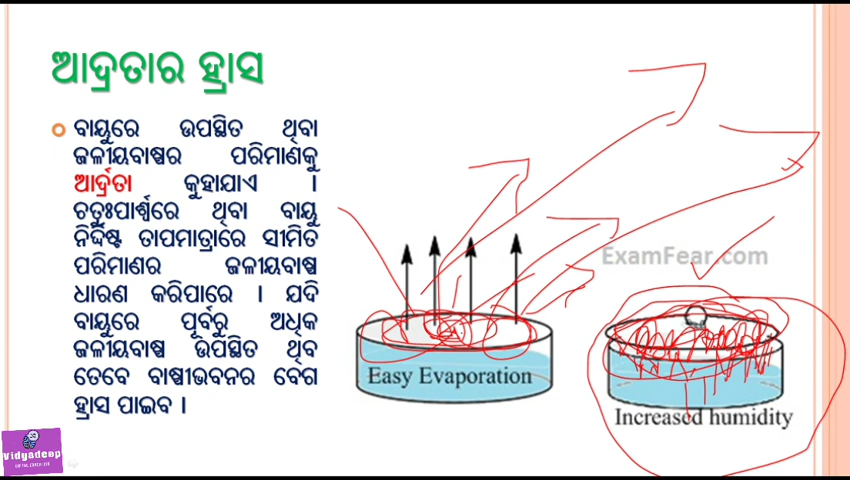 ଆଦ୍ରତାର ହ୍ରାସ
ବାୟୁରେ ଉପସ୍ଥିତ ଥିବା
ଜଳୀୟବାଷ୍ପର ପରିମାଣକୁ
ଆର୍ଦ୍ରତା କୁହାଯାଏ ।
ଚତୁଃପାର୍ଶ୍ୱରେ ଥିବା ବାୟୁ
ନିର୍ଦ୍ଦିଷ୍ଟ ତାପମାତ୍ରାରେ ସୀମିତ
ପରିମାଣର ଜଳୀୟବାଷ୍ପ
ଧାରଣ କରିପାରେ । ଯଦି
ବାୟୁରେ ପୂର୍ବରୁ ଅଧିକ
ଜଳୀୟବାଷ୍ପ ଉପସ୍ଥିତ ଥିବ
ତେବେ ବାଷ୍ପୀଭବନର ବେଗ
ହ୍ରାସ ପାଇବ ।
ExamFear.com
Easy Evaporation
Increased humidity
Vidyadeep